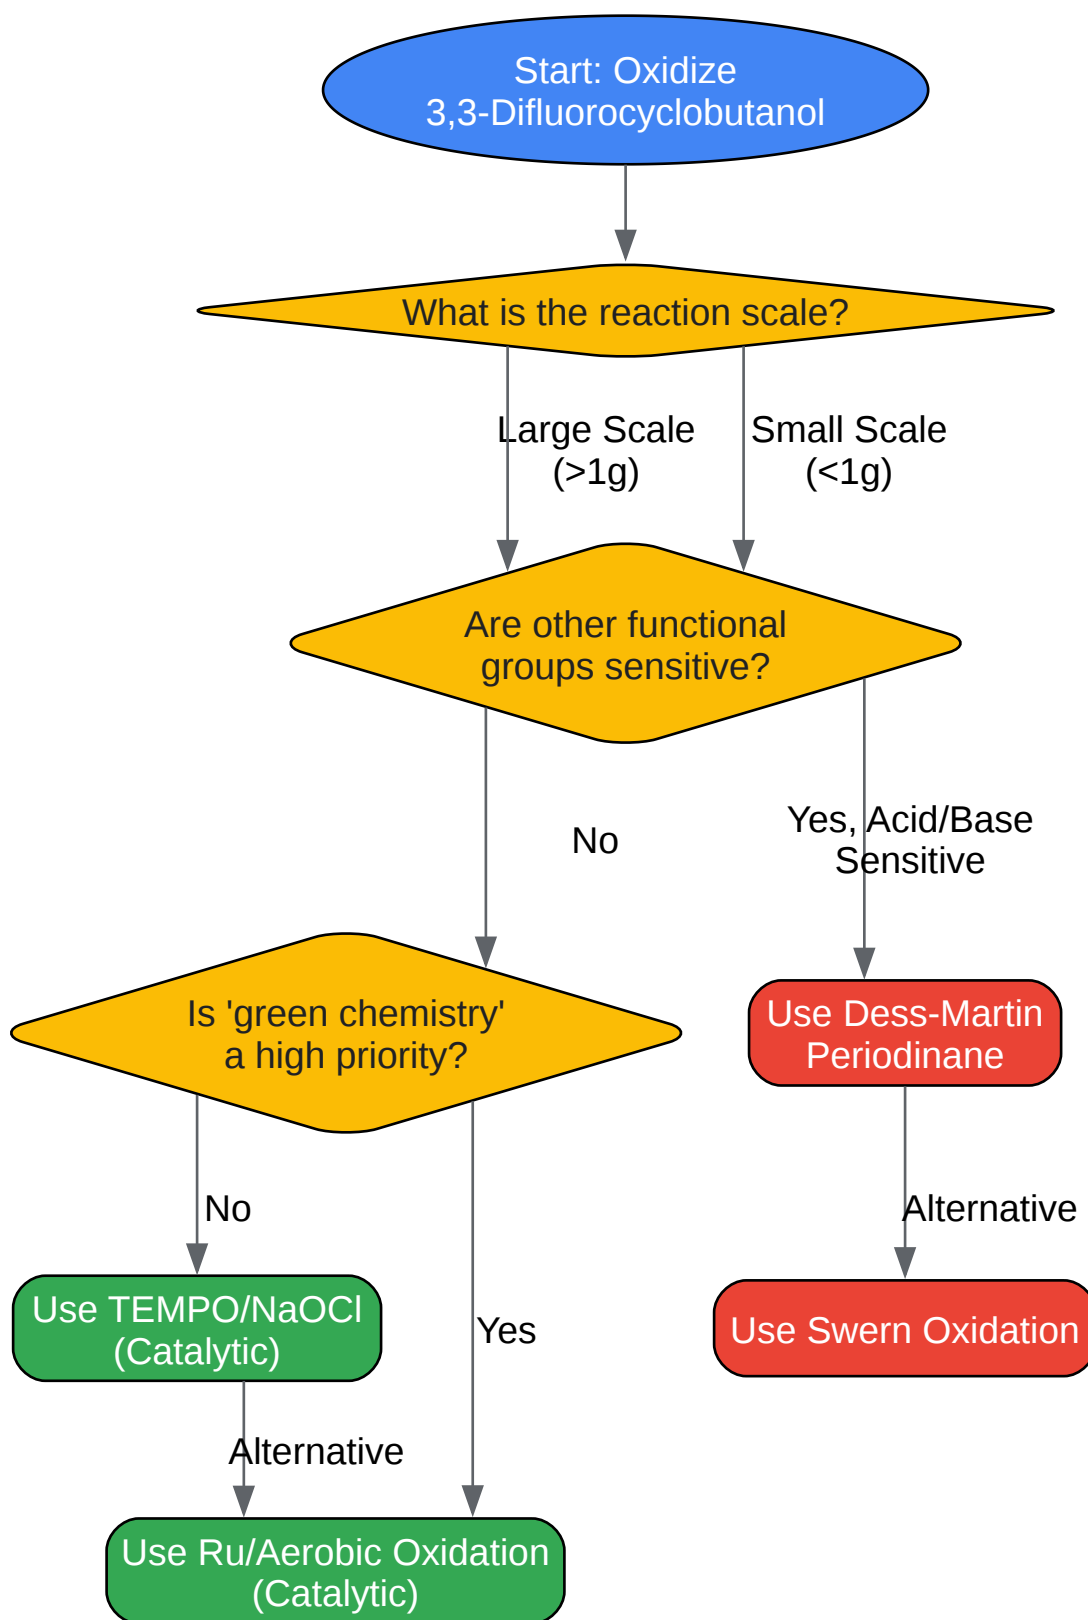 Start: Oxidize
3,3-Difluorocyclobutanol
What is the reaction scale?
Large Scale
(>1g)
Small Scale
(<1g)
Are other functional
groups sensitive?
No
Yes, Acid/Base
Sensitive
Is 'green chemistry'
a high priority?
Use Dess-Martin
Periodinane
No
Alternative
Use TEMPO/NaOCl
(Catalytic)
Yes
Use Swern Oxidation
Alternative
Use Ru/Aerobic Oxidation
(Catalytic)